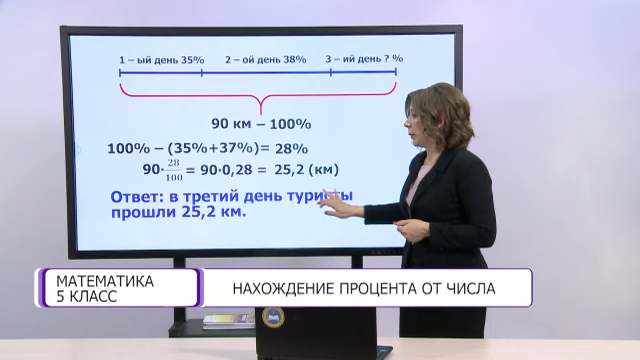 1 – ый день 35% 2 – ой день 38% 3 – ий день ? %
90 км – 100%
100% – (35%+37%)= 28%
90·28/100 = 90·0,28 = 25,2 (км)
Ответ: в третий день туристы
прошли 25,2 км.
МАТЕМАТИКА
5 КЛАСС
НАХОЖДЕНИЕ ПРОЦЕНТА ОТ ЧИСЛА